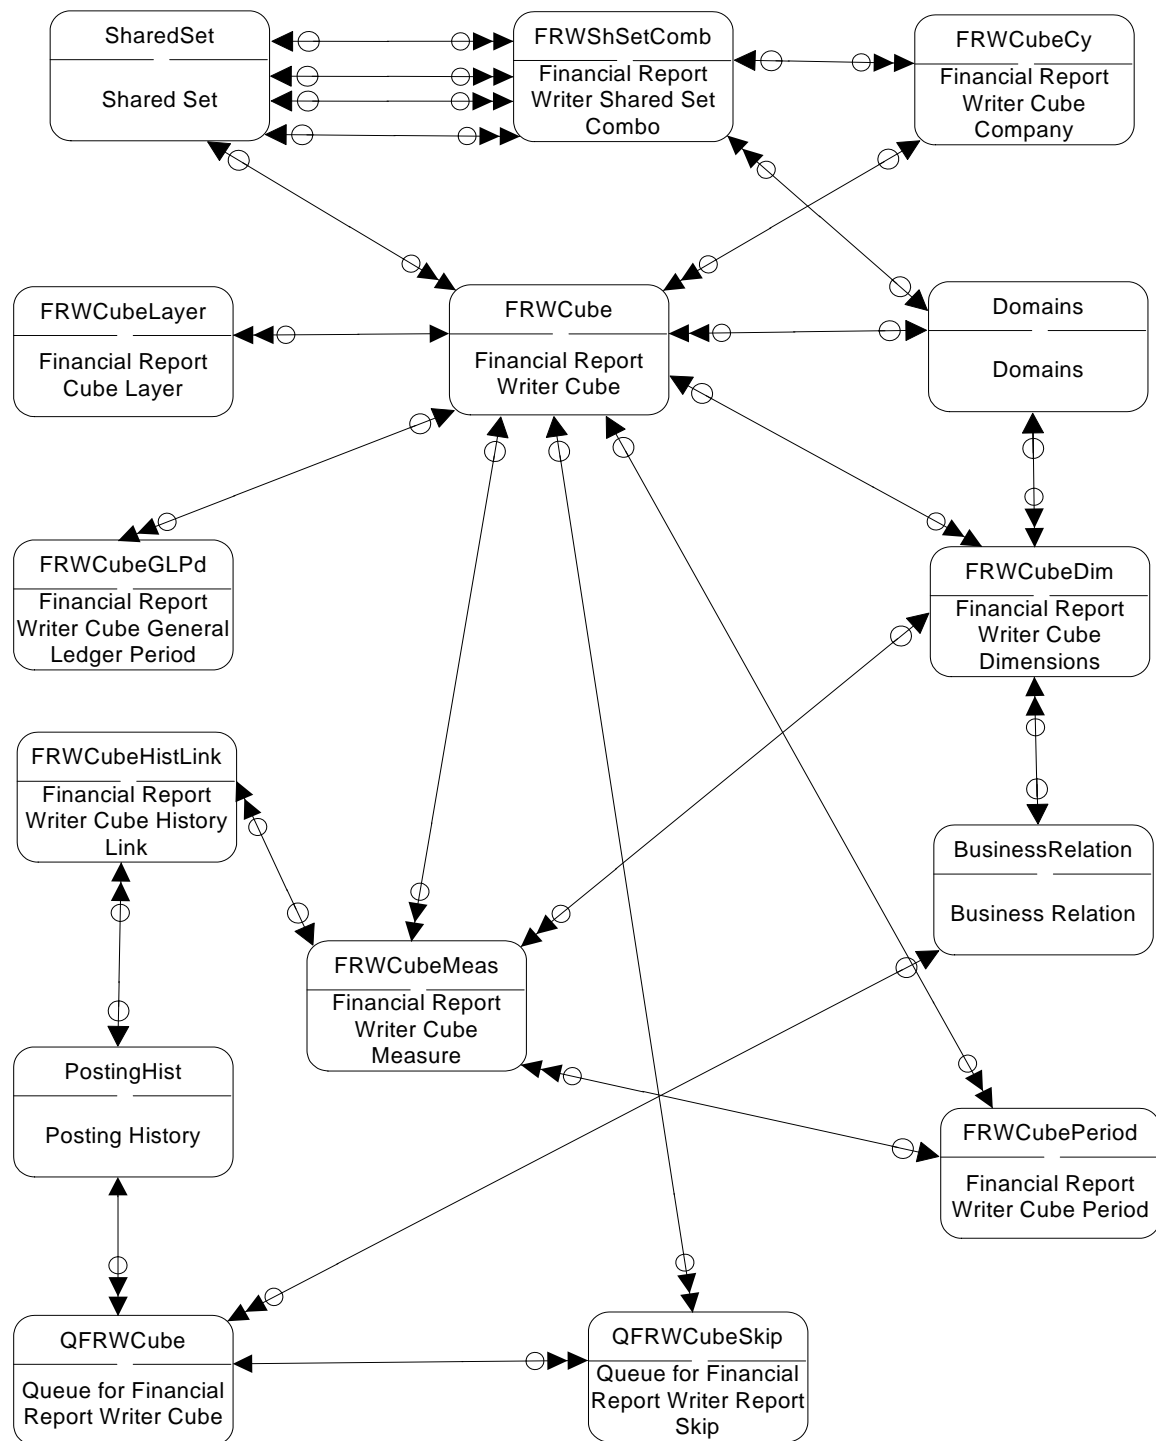 SharedSet
Shared Set
FRWShSetComb
Financial Report
Writer Shared Set
Combo
FRWCubeCy
Financial Report
Writer Cube
Company
FRWCubeLayer
Financial Report
Cube Layer
FRWCube
Financial Report
Writer Cube
Domains
Domains
FRWCubeGLPd
Financial Report
Writer Cube General
Ledger Period
FRWCubeDim
Financial Report
Writer Cube
Dimensions
FRWCubeHistLink
Financial Report
Writer Cube History
Link
BusinessRelation
Business Relation
FRWCubeMeas
Financial Report
Writer Cube
Measure
PostingHist
Posting History
FRWCubePeriod
Financial Report
Writer Cube Period
QFRWCube
Queue for Financial
Report Writer Cube
QFRWCubeSkip
Queue for Financial
Report Writer Report
Skip